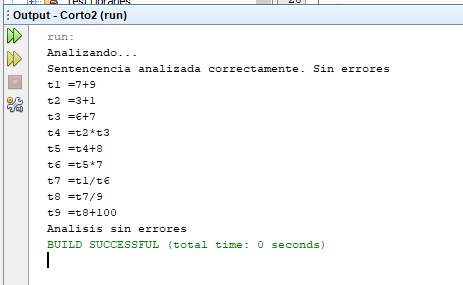 Output - Corto2 (run)
run:
Analizando...
Sentencencia analizada correctamente. Sin errores
t1 =7+9
t2 =3+1
t3 =6+7
t4 =t2*t3
t5 =t4+8
t6 =t5*7
t7 =t1/t6
t8 =t7/9
t9 =t8+100
Analisis sin errores
BUILD SUCCESSFUL (total time: 0 seconds)